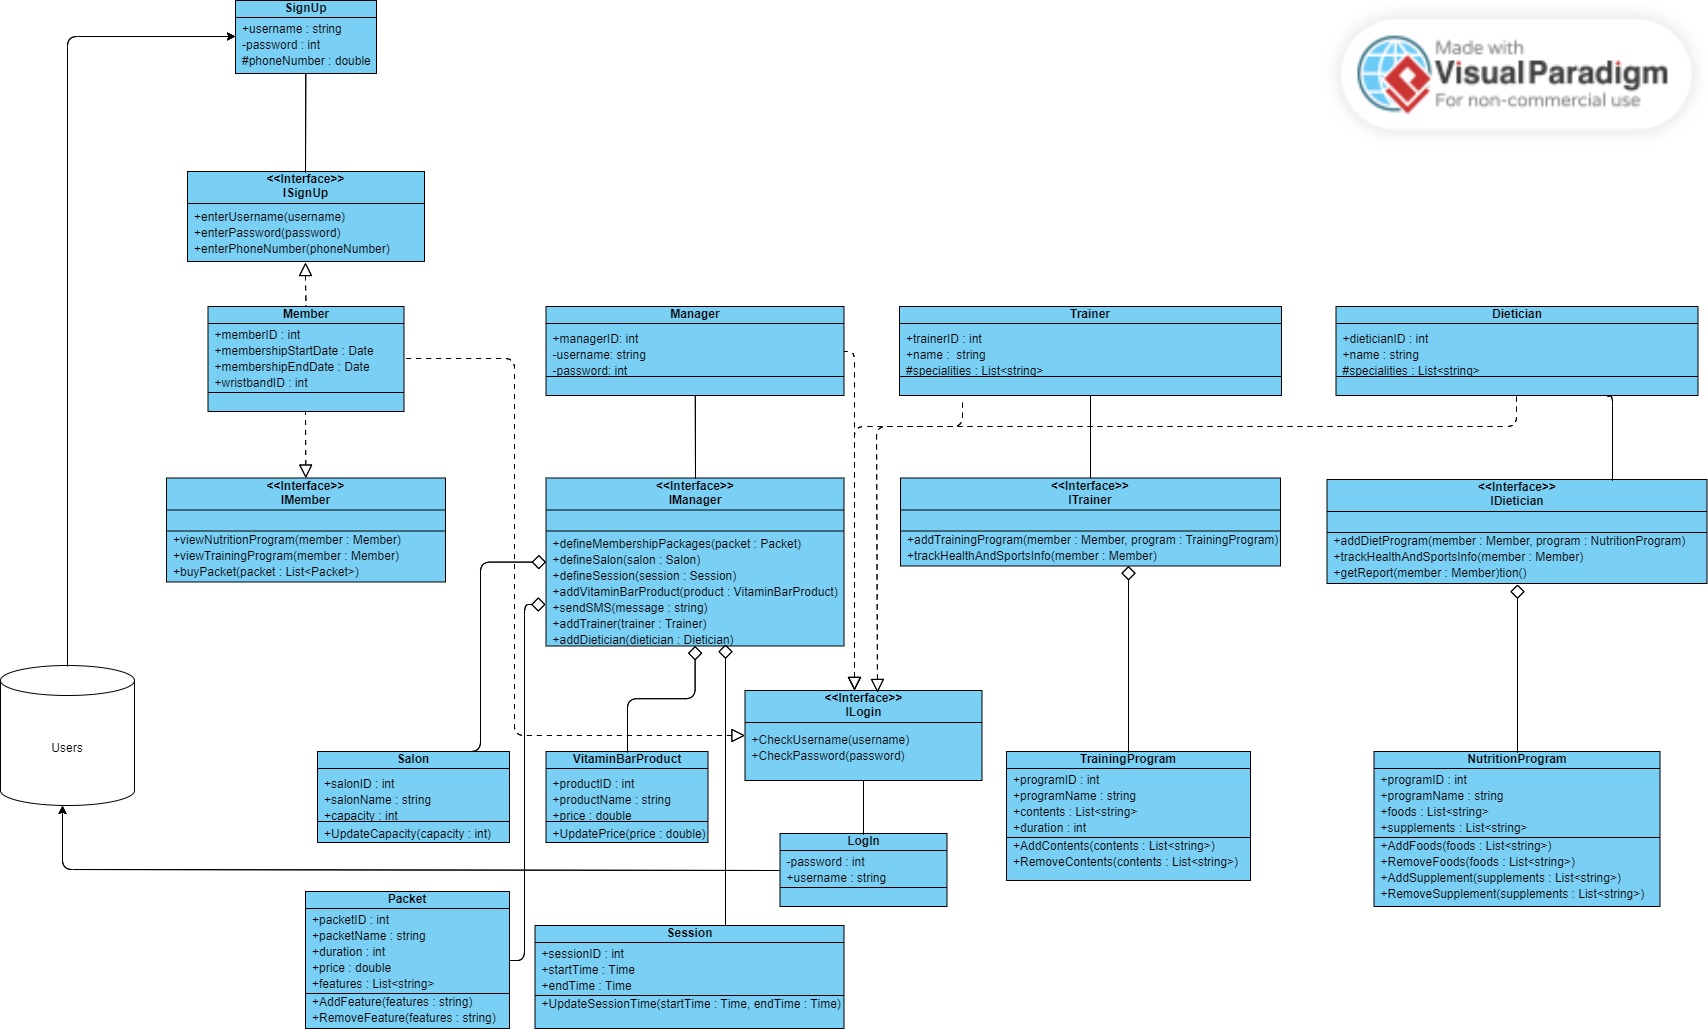 SignUp
+username : string
-password : int
#phoneNumber : double
Made with
Visual Paradigm
For non-commercial use
<<Interface>>
ISignUp
+enterUsername(username)
+enterPassword(password)
+enterPhoneNumber(phoneNumber)
Member
+memberID : int
+membershipStartDate : Date
+membershipEndDate : Date
+wristbandID : int
Manager
+managerID: int
-username: string
-password: int
Trainer
+trainerID : int
+name :  string
#specialities : List<string>
Dietician
+dieticianID : int
+name : string
#specialities : List<string>
<<Interface>>
IMember
+viewNutritionProgram(member : Member)
+viewTrainingProgram(member : Member)
+buyPacket(packet : List<Packet>)
<<Interface>>
IManager
+defineMembershipPackages(packet : Packet)
+defineSalon(salon : Salon)
+defineSession(session : Session)
+addVitaminBarProduct(product : VitaminBarProduct)
+sendSMS(message : string)
+addTrainer(trainer : Trainer)
+addDietician(dietician : Dietician)
<<Interface>>
ITrainer
+addTrainingProgram(member : Member, program : TrainingProgram)
+trackHealthAndSportsInfo(member : Member)
<<Interface>>
IDietician
+addDietProgram(member : Member, program : NutritionProgram)
+trackHealthAndSportsInfo(member : Member)
+getReport(member : Member)tion()
Users
<<Interface>>
ILogin
+CheckUsername(username)
+CheckPassword(password)
Salon
+salonID : int
+salonName : string
+capacity : int
+UpdateCapacity(capacity : int)
VitaminBarProduct
+productID : int
+productName : string
+price : double
+UpdatePrice(price : double)
TrainingProgram
+programID : int
+programName : string
+contents : List<string>
+duration : int
+AddContents(contents : List<string>)
+RemoveContents(contents : List<string>)
NutritionProgram
+programID : int
+programName : string
+foods : List<string>
+supplements : List<string>
+AddFoods(foods : List<string>)
+RemoveFoods(foods : List<string>)
+AddSupplement(supplements : List<string>)
+RemoveSupplement(supplements : List<string>)
LogIn
-password : int
+username : string
Packet
+packetID : int
+packetName : string
+duration : int
+price : double
+features : List<string>
+AddFeature(features : string)
+RemoveFeature(features : string)
Session
+sessionID : int
+startTime : Time
+endTime : Time
+UpdateSessionTime(startTime : Time, endTime : Time)